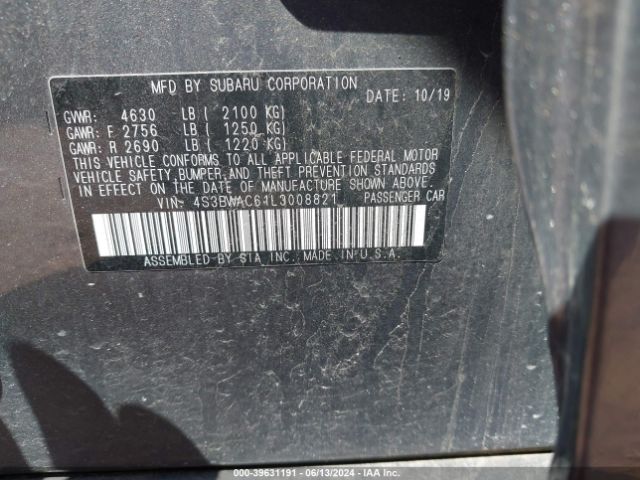 MFD BY SUBARU CORPORATION
DATE: 10/19
GVWR: 4630 LB ( 2100 KG)
GAWR: F 2756 LB ( 1250 KG)
GAWR: R 2690 LB ( 1220 KG)
THIS VEHICLE CONFORMS TO ALL APPLICABLE FEDERAL MOTOR
VEHICLE SAFETY,BUMPER,AND THEFT PREVENTION STANDARDS
IN EFFECT ON THE DATE OF MANUFACTURE SHOWN ABOVE.
VIN: 4S3BWAC61L3008821 PASSENGER CAR
ASSEMBLED BY SIA INC. MADE IN U.S.A.
000-39631191 - 06/13/2024 - IAA Inc.